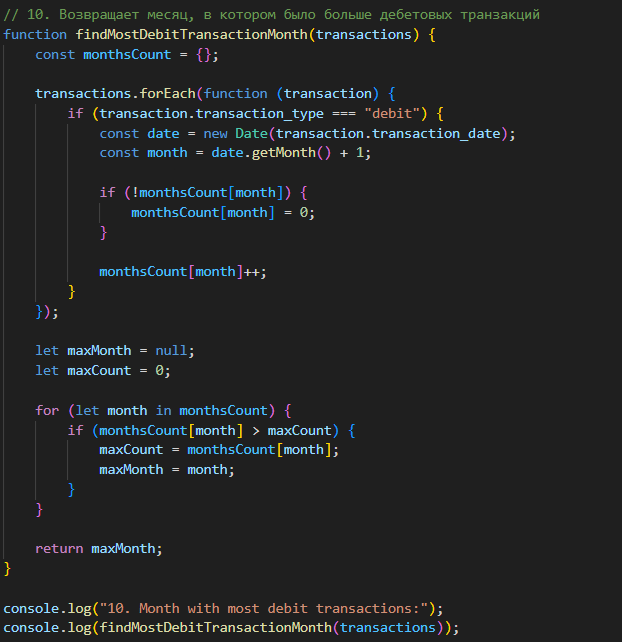 // 10. Возвращает месяц, в котором было больше дебетовых транзакций
function findMostDebitTransactionMonth(transactions) {
    const monthsCount = {};

    transactions.forEach(function (transaction) {
        if (transaction.transaction_type === "debit") {
            const date = new Date(transaction.transaction_date);
            const month = date.getMonth() + 1;

            if (!monthsCount[month]) {
                monthsCount[month] = 0;
            }

            monthsCount[month]++;
        }
    });

    let maxMonth = null;
    let maxCount = 0;

    for (let month in monthsCount) {
        if (monthsCount[month] > maxCount) {
            maxCount = monthsCount[month];
            maxMonth = month;
        }
    }

    return maxMonth;
}

console.log("10. Month with most debit transactions:");
console.log(findMostDebitTransactionMonth(transactions));